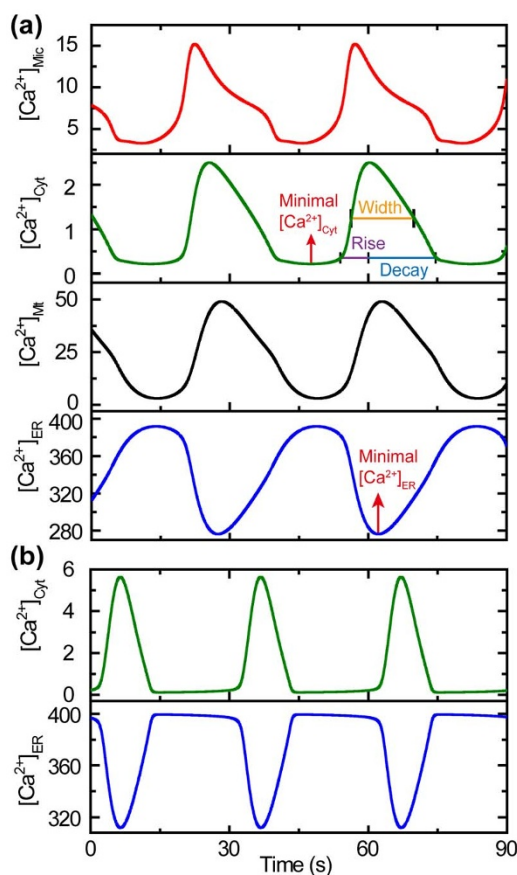 (a)
[Ca²⁺]Mic
15
10
5
[Ca²⁺]Cyt
2
1
0
Minimal
[Ca²⁺]Cyt
Width
Rise
Decay
[Ca²⁺]Mt
50
25
0
[Ca²⁺]ER
400
360
320
280
Minimal
[Ca²⁺]ER
(b)
[Ca²⁺]Cyt
6
4
2
0
[Ca²⁺]ER
400
360
320
0 30 60 90
Time (s)